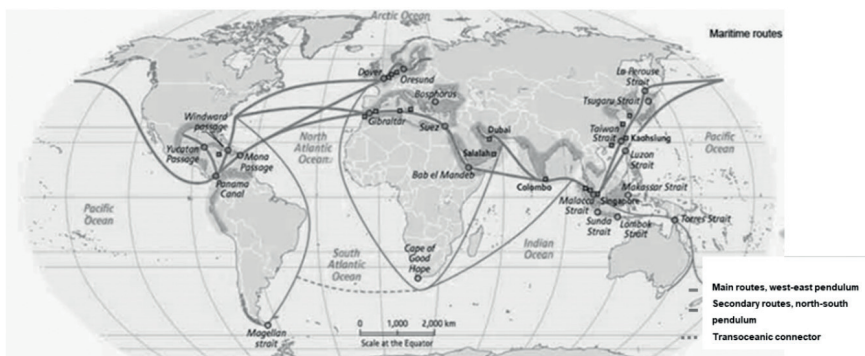 Arctic Ocean
Maritime routes
Dover
Oresund
Bosphorus
La Perouse
Strait
Tsugaru Strait
Windward
passage
North
Atlantic
Ocean
Gibraltar
Suez
Dubai
Taiwan
Strait
Kaohsiung
Pacific
Ocean
Yucatan
Passage
Mona
Passage
Salalah
Luzon
Strait
Panama
Canal
Bab el Mandeb
Colombo
Makassar Strait
Singapore
Malacca
Strait
Pacific
Ocean
Sunda
Strait
Lombok
Strait
Torres Strait
South
Atlantic
Ocean
Cape of
Good
Hope
Indian
Ocean
Magellan
strait
0 1,000 2,000 km
Scale at the Equator
Main routes, west-east pendulum
Secondary routes, north-south
pendulum
Transoceanic connector